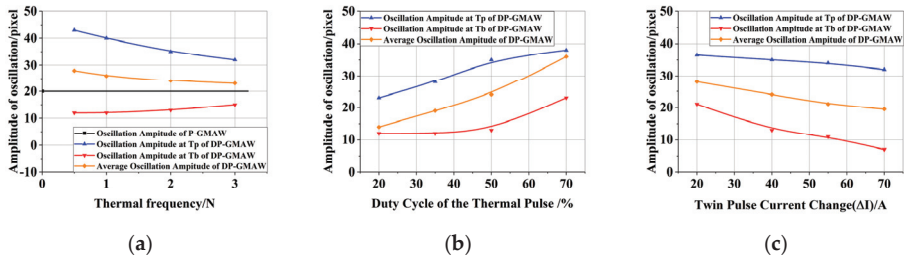 Amplitude of oscillation/pixel
50
40
30
20
10
0
-10
Oscillation Amplitude of P-GMAW
Oscillation Amplitude at Tp of DP-GMAW
Oscillation Amplitude at Tb of DP-GMAW
Average Oscillation Amplitude of DP-GMAW
0 1 2 3
Thermal frequency/N
(a)
Oscillation Ampitude at Tp of DP-GMAW
Oscillation Ampitude at Tb of DP-GMAW
Average Oscillation Amplitude of DP-GMAW
Amplitude of oscillation/pixel
50
40
30
20
10
0
20 30 40 50 60 70
Duty Cycle of the Thermal Pulse /%
(b)
Oscillation Ampitude at Tp of DP-GMAW
Oscillation Ampitude at Tb of DP-GMAW
Average Oscillation Amplitude of DP-GMAW
Amplitude of oscillation/pixel
50
40
30
20
10
0
20 30 40 50 60 70
Twin Pulse Current Change(ΔI)/A
(c)